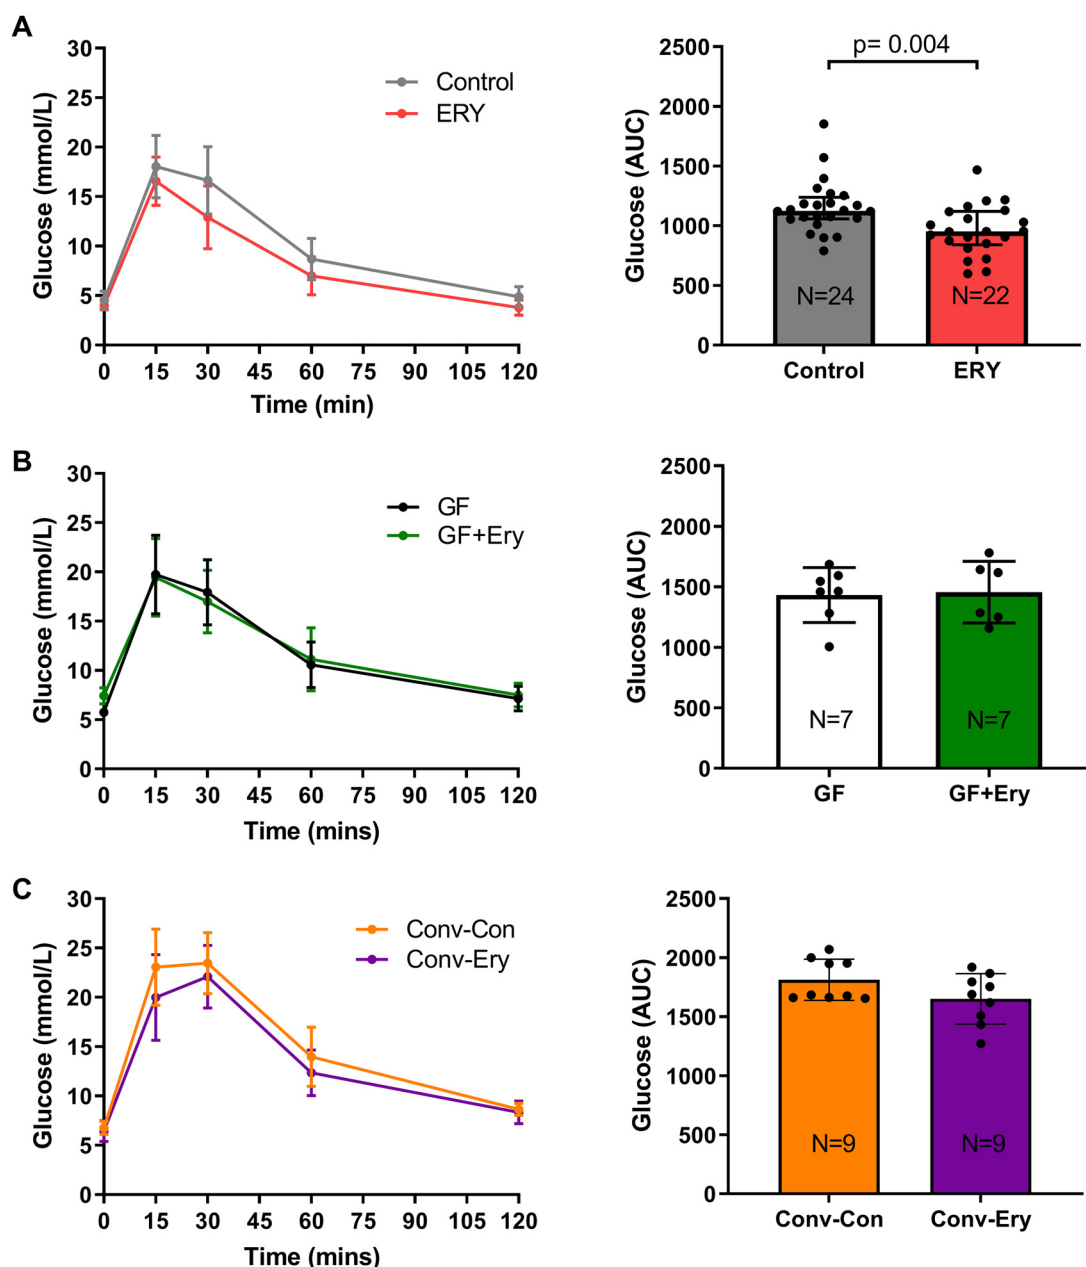 A
Glucose (mmol/L)
30
25
20
15
10
5
0
Control
ERY
0 15 30 45 60 75 90 105 120
Time (min)
Glucose (AUC)
2500
2000
1500
1000
500
0
p= 0.004
N=24 N=22
Control ERY
B
Glucose (mmol/L)
30
25
20
15
10
5
0
GF
GF+Ery
0 15 30 45 60 75 90 105 120
Time (mins)
Glucose (AUC)
2500
2000
1500
1000
500
0
N=7 N=7
GF GF+Ery
C
Glucose (mmol/L)
30
25
20
15
10
5
0
Conv-Con
Conv-Ery
0 15 30 45 60 75 90 105 120
Time (mins)
Glucose (AUC)
2500
2000
1500
1000
500
0
N=9 N=9
Conv-Con Conv-Ery